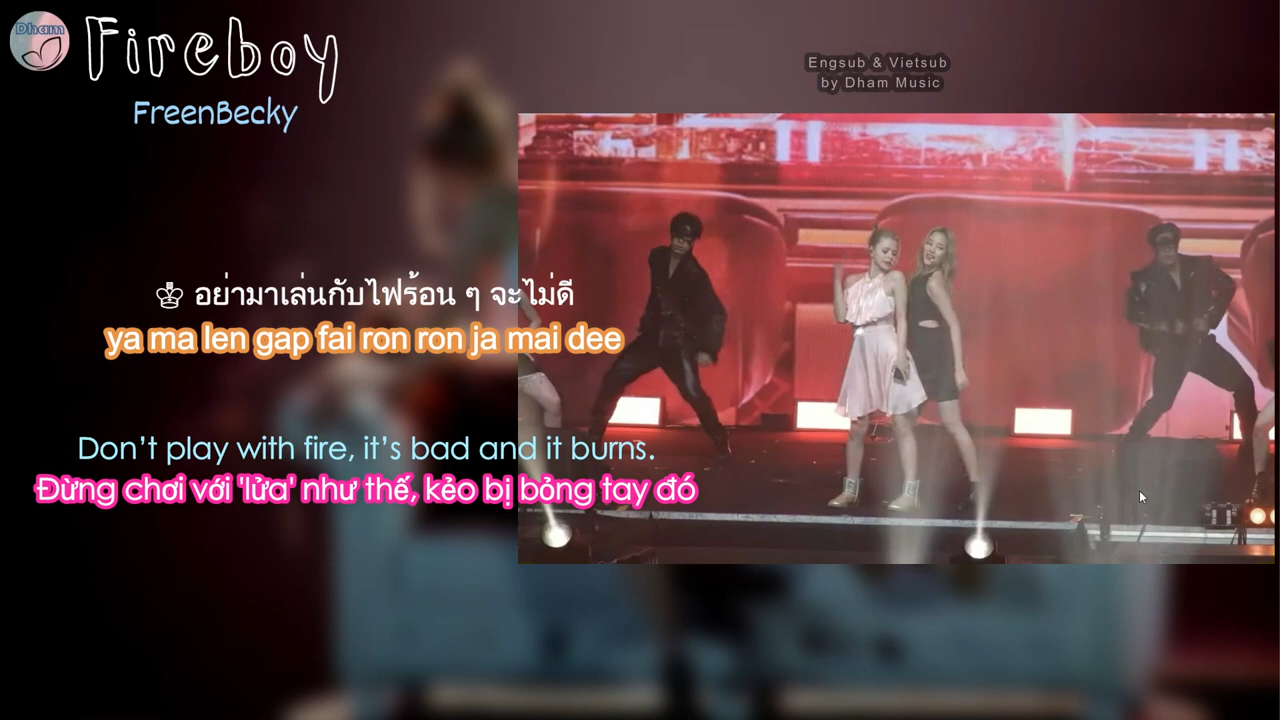 Dham
Fireboy
FreenBecky
Engsub & Vietsub
by Dham Music
อย่ามาเล่นกับไฟร้อน ๆ จะไม่ดี
ya ma len gap fai ron ron ja mai dee
Don’t play with fire, it’s bad and it burns.
Đừng chơi với 'lửa' như thế, kẻo bị bỏng tay đó